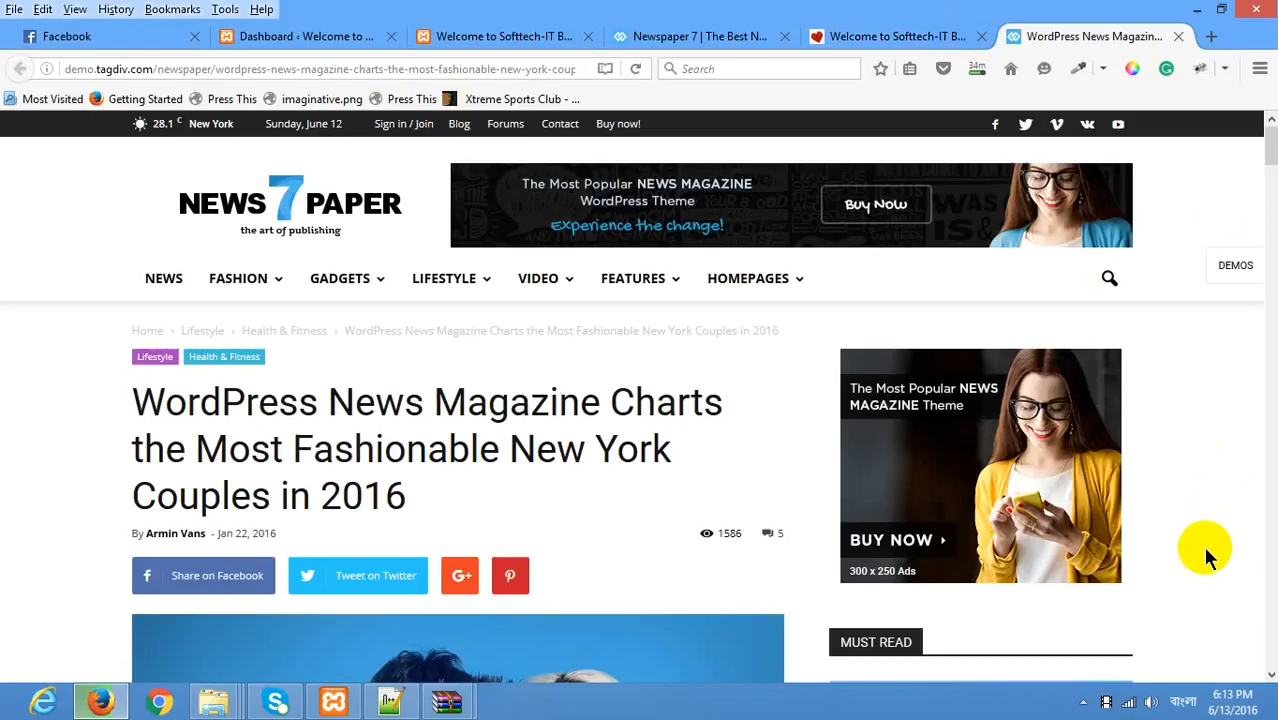 File Edit View History Bookmarks Tools Help
Facebook
Dashboard ‹ Welcome to ...
Welcome to Softtech-IT B...
Newspaper 7 | The Best N...
Welcome to Softtech-IT B...
WordPress News Magazin...
demo.tagdiv.com/newspaper/wordpress-news-magazine-charts-the-most-fashionable-new-york-coup
Search
34m
Most Visited Getting Started Press This imaginative.png Press This Xtreme Sports Club - ...
28.1 C New York Sunday, June 12 Sign in / Join Blog Forums Contact Buy now!
NEWS 7 PAPER
the art of publishing
The Most Popular NEWS MAGAZINE
WordPress Theme
Experience the change!
Buy Now
NEWS FASHION GADGETS LIFESTYLE VIDEO FEATURES HOMEPAGES
DEMOS
Home › Lifestyle › Health & Fitness › WordPress News Magazine Charts the Most Fashionable New York Couples in 2016
Lifestyle Health & Fitness
WordPress News Magazine Charts
the Most Fashionable New York
Couples in 2016
By Armin Vans - Jan 22, 2016
1586 5
Share on Facebook
Tweet on Twitter
G+
The Most Popular NEWS
MAGAZINE Theme
BUY NOW
300 x 250 Ads
MUST READ
বাংলা
6:13 PM
6/13/2016